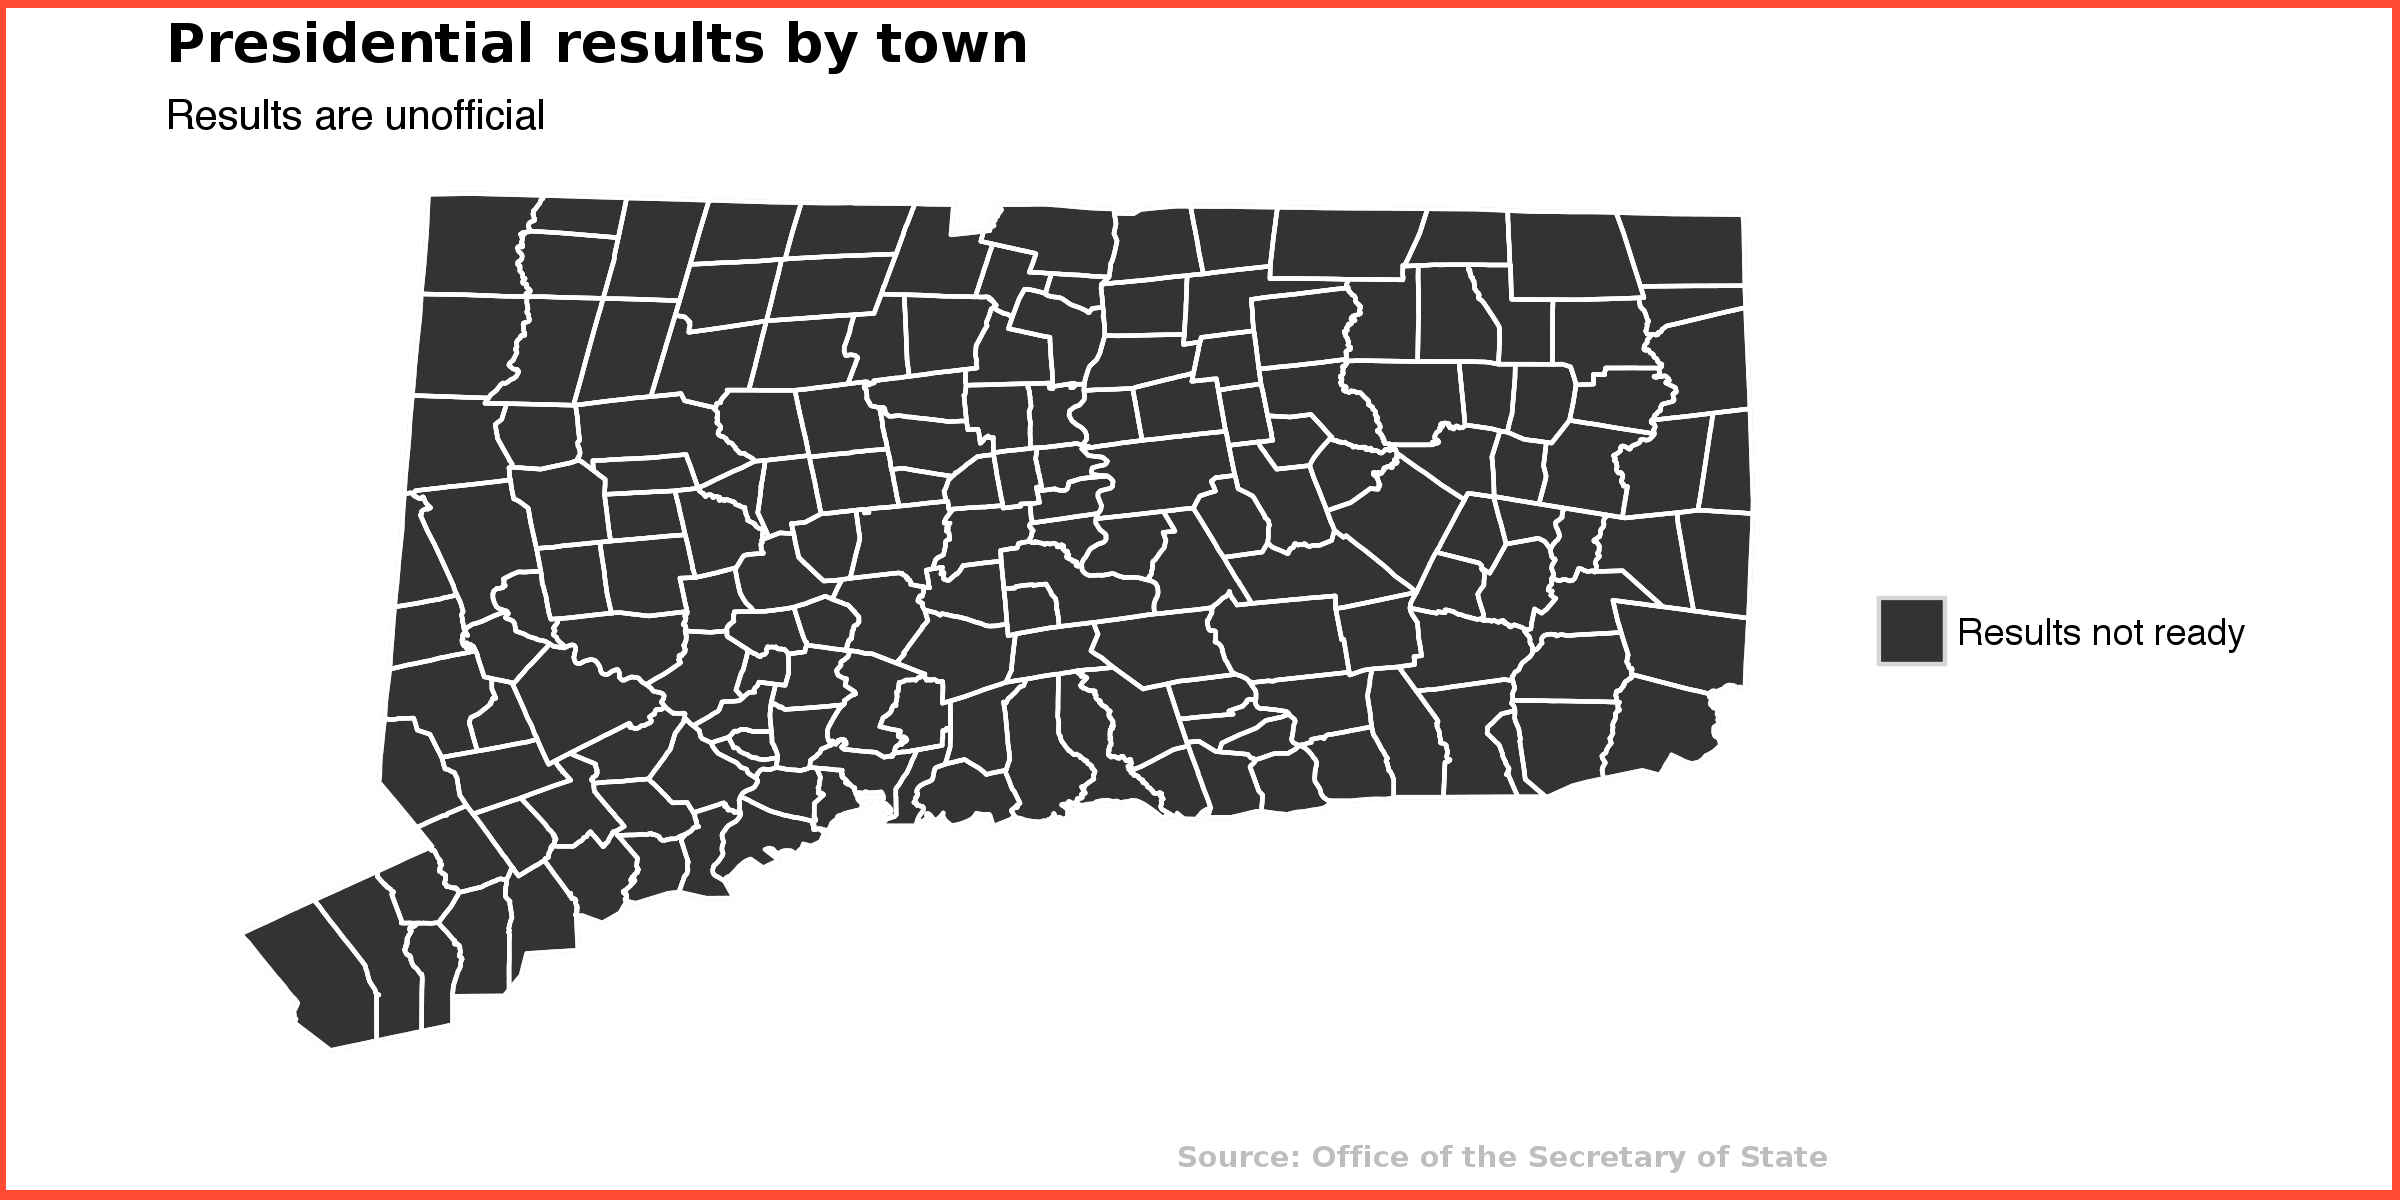 Presidential results by town
Results are unofficial
Results not ready
Source: Office of the Secretary of State